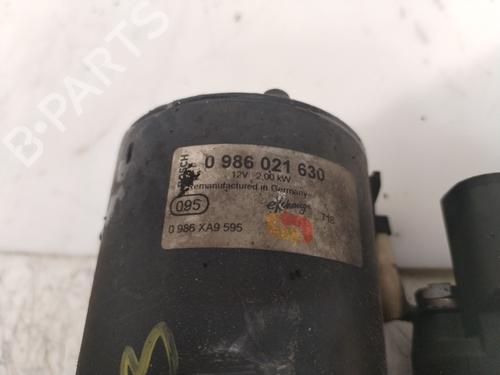 BOSCH
0 986 021 630
12V 2,00 kW
Remanufactured in Germany
095
eXchange
718
0 986 XA9 595
B-PARTS